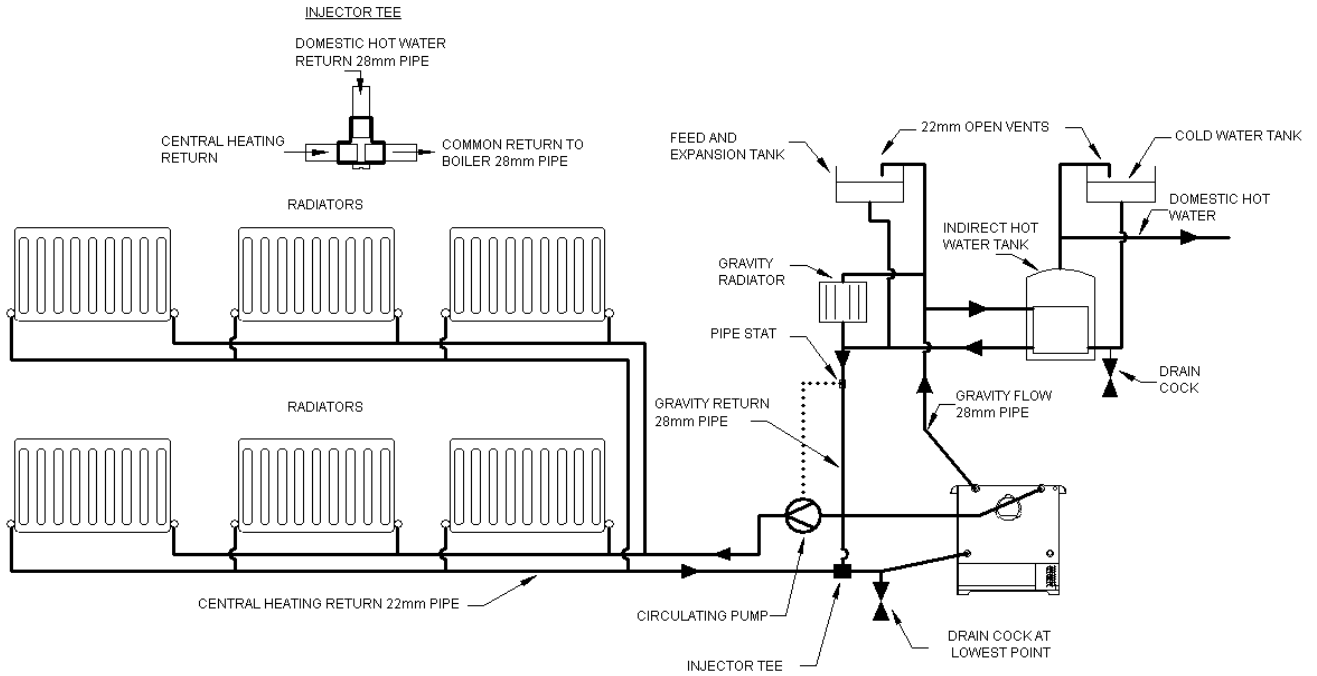 INJECTOR TEE
DOMESTIC HOT WATER
RETURN 28mm PIPE
CENTRAL HEATING
RETURN
COMMON RETURN TO
BOILER 28mm PIPE
RADIATORS
FEED AND
EXPANSION TANK
22mm OPEN VENTS
COLD WATER TANK
DOMESTIC HOT
WATER
INDIRECT HOT
WATER TANK
GRAVITY
RADIATOR
PIPE STAT
DRAIN
COCK
GRAVITY RETURN
28mm PIPE
GRAVITY FLOW
28mm PIPE
RADIATORS
CENTRAL HEATING RETURN 22mm PIPE
CIRCULATING PUMP
INJECTOR TEE
DRAIN COCK AT
LOWEST POINT